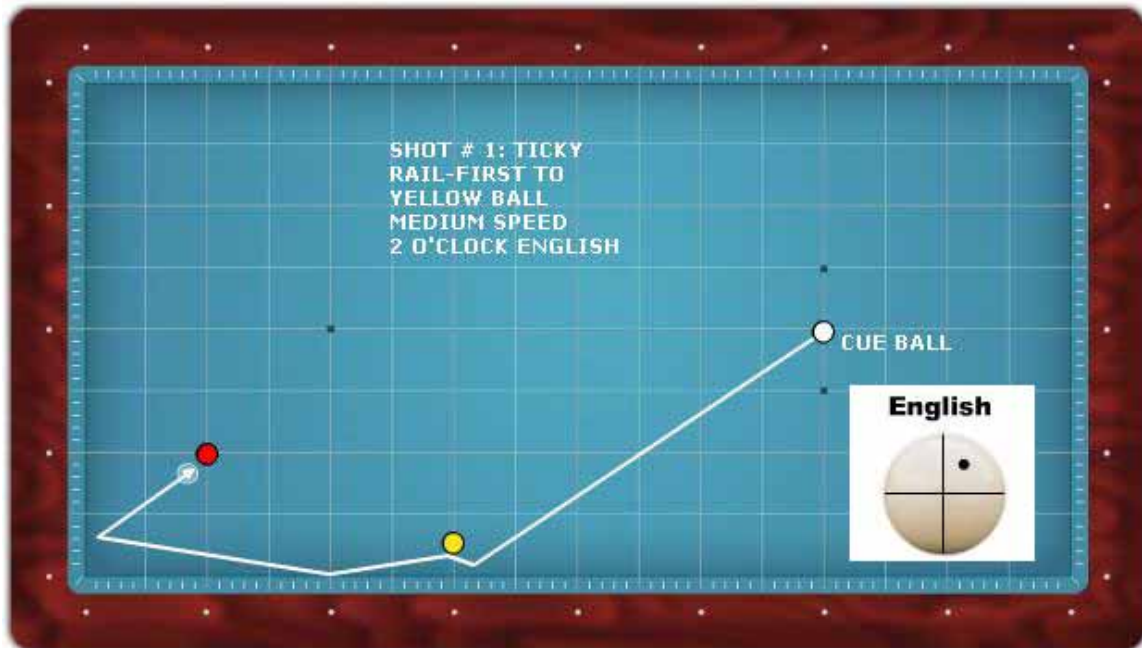 SHOT # 1: TICKY
RAIL-FIRST TO
YELLOW BALL
MEDIUM SPEED
2 O'CLOCK ENGLISH
CUE BALL
English